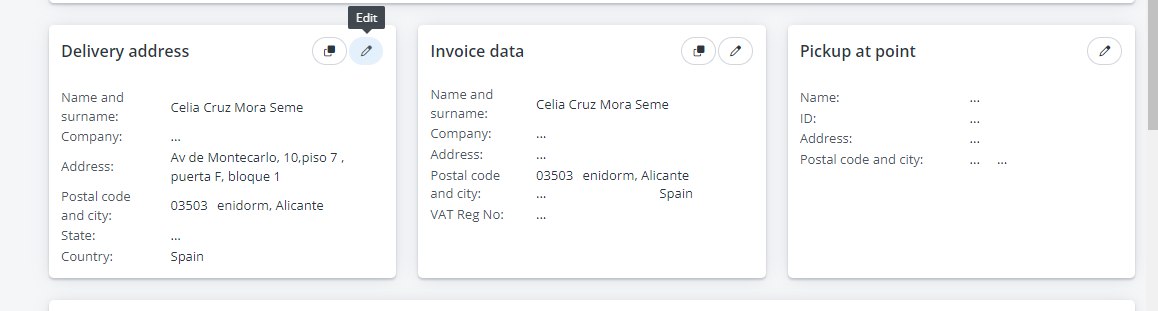 Edit
Delivery address
Name and
surname:
Celia Cruz Mora Seme
Company:
...
Address:
Av de Montecarlo, 10,piso 7 ,
puerta F, bloque 1
Postal code
and city:
03503 enidorm, Alicante
State:
...
Country:
Spain
Invoice data
Name and
surname:
Celia Cruz Mora Seme
Company:
...
Address:
...
Postal code
and city:
03503 enidorm, Alicante
... Spain
VAT Reg No:
...
Pickup at point
Name:
...
ID:
...
Address:
...
Postal code and city:
... ...